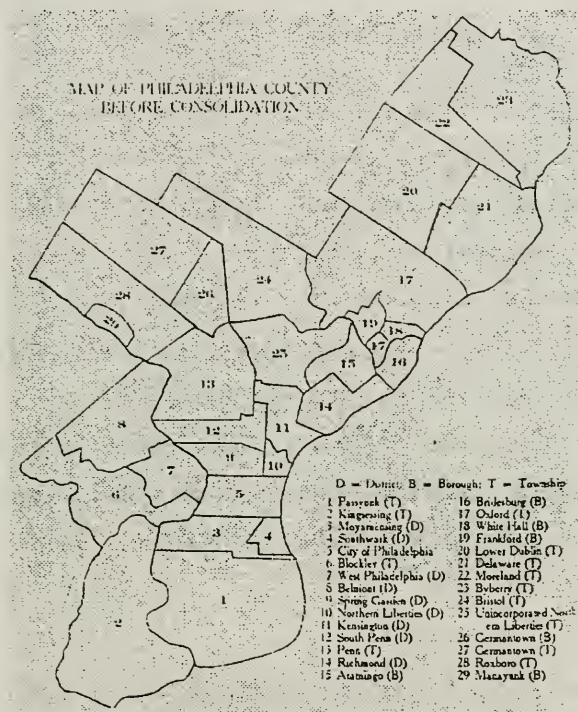 MAP OF PHILADELPHIA COUNTY
BEFORE CONSOLIDATION
23
22
20
21
27
24
17
28
26
29
19
18
25
17
15
16
13
14
8
12
11
9
10
7
5
6
3
4
1
2
D = District; B = Borough; T = Township
1 Passyunk (T)
2 Kingsessing (T)
3 Moyamensing (D)
4 Southwark (D)
5 City of Philadelphia
6 Blockley (T)
7 West Philadelphia (D)
8 Belmont (D)
9 Spring Garden (D)
10 Northern Liberties (D)
11 Kensington (D)
12 South Penn (D)
13 Penn (T)
14 Richmond (D)
15 Aramingo (B)
16 Bridesburg (B)
17 Oxford (T)
18 White Hall (B)
19 Frankford (B)
20 Lower Dublin (T)
21 Delaware (T)
22 Moreland (T)
23 Byberry (T)
24 Bristol (T)
25 Unincorporated North
ern Liberties (T)
26 Germantown (B)
27 Germantown (T)
28 Roxboro (T)
29 Manayunk (B)